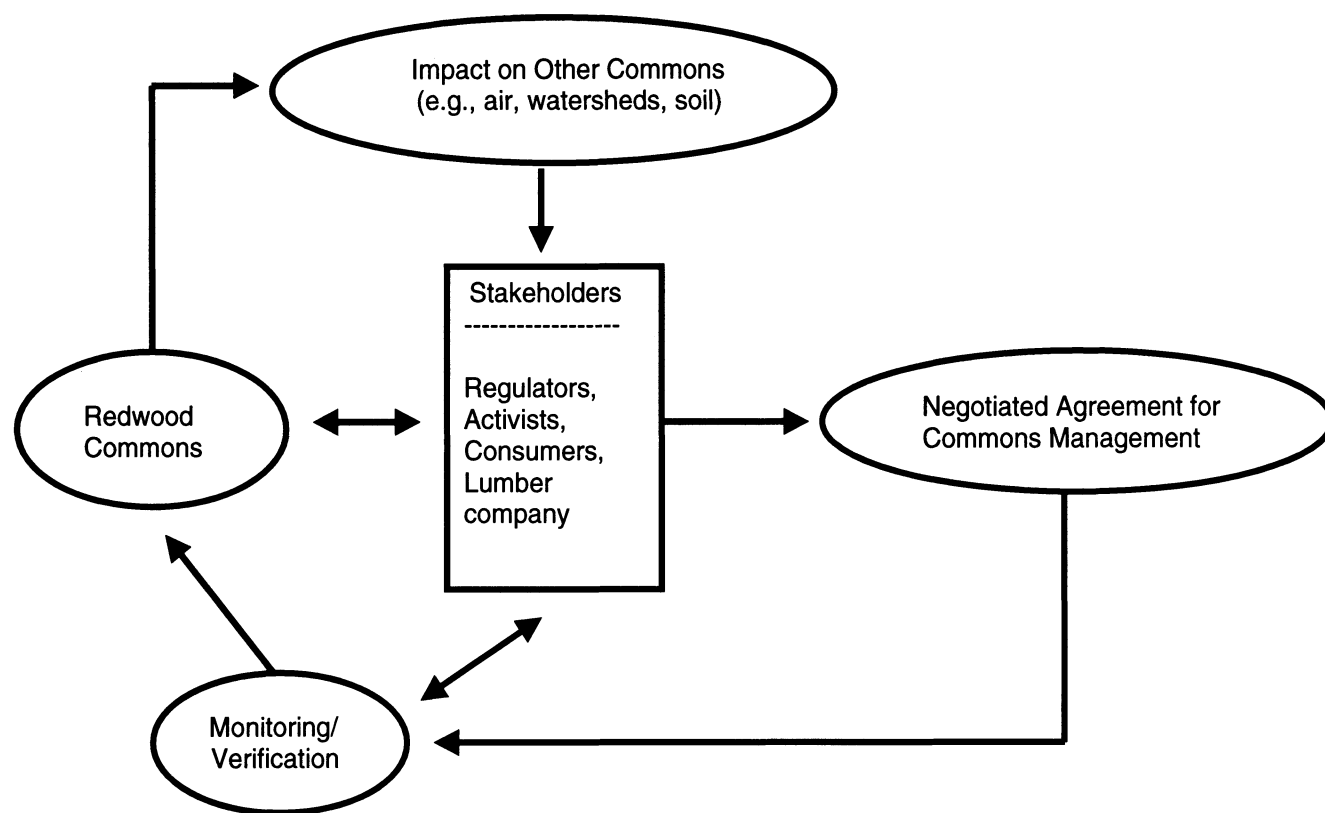 Impact on Other Commons
(e.g., air, watersheds, soil)
Stakeholders
-------------------
Regulators,
Activists,
Consumers,
Lumber
company
Redwood
Commons
Negotiated Agreement for
Commons Management
Monitoring/
Verification